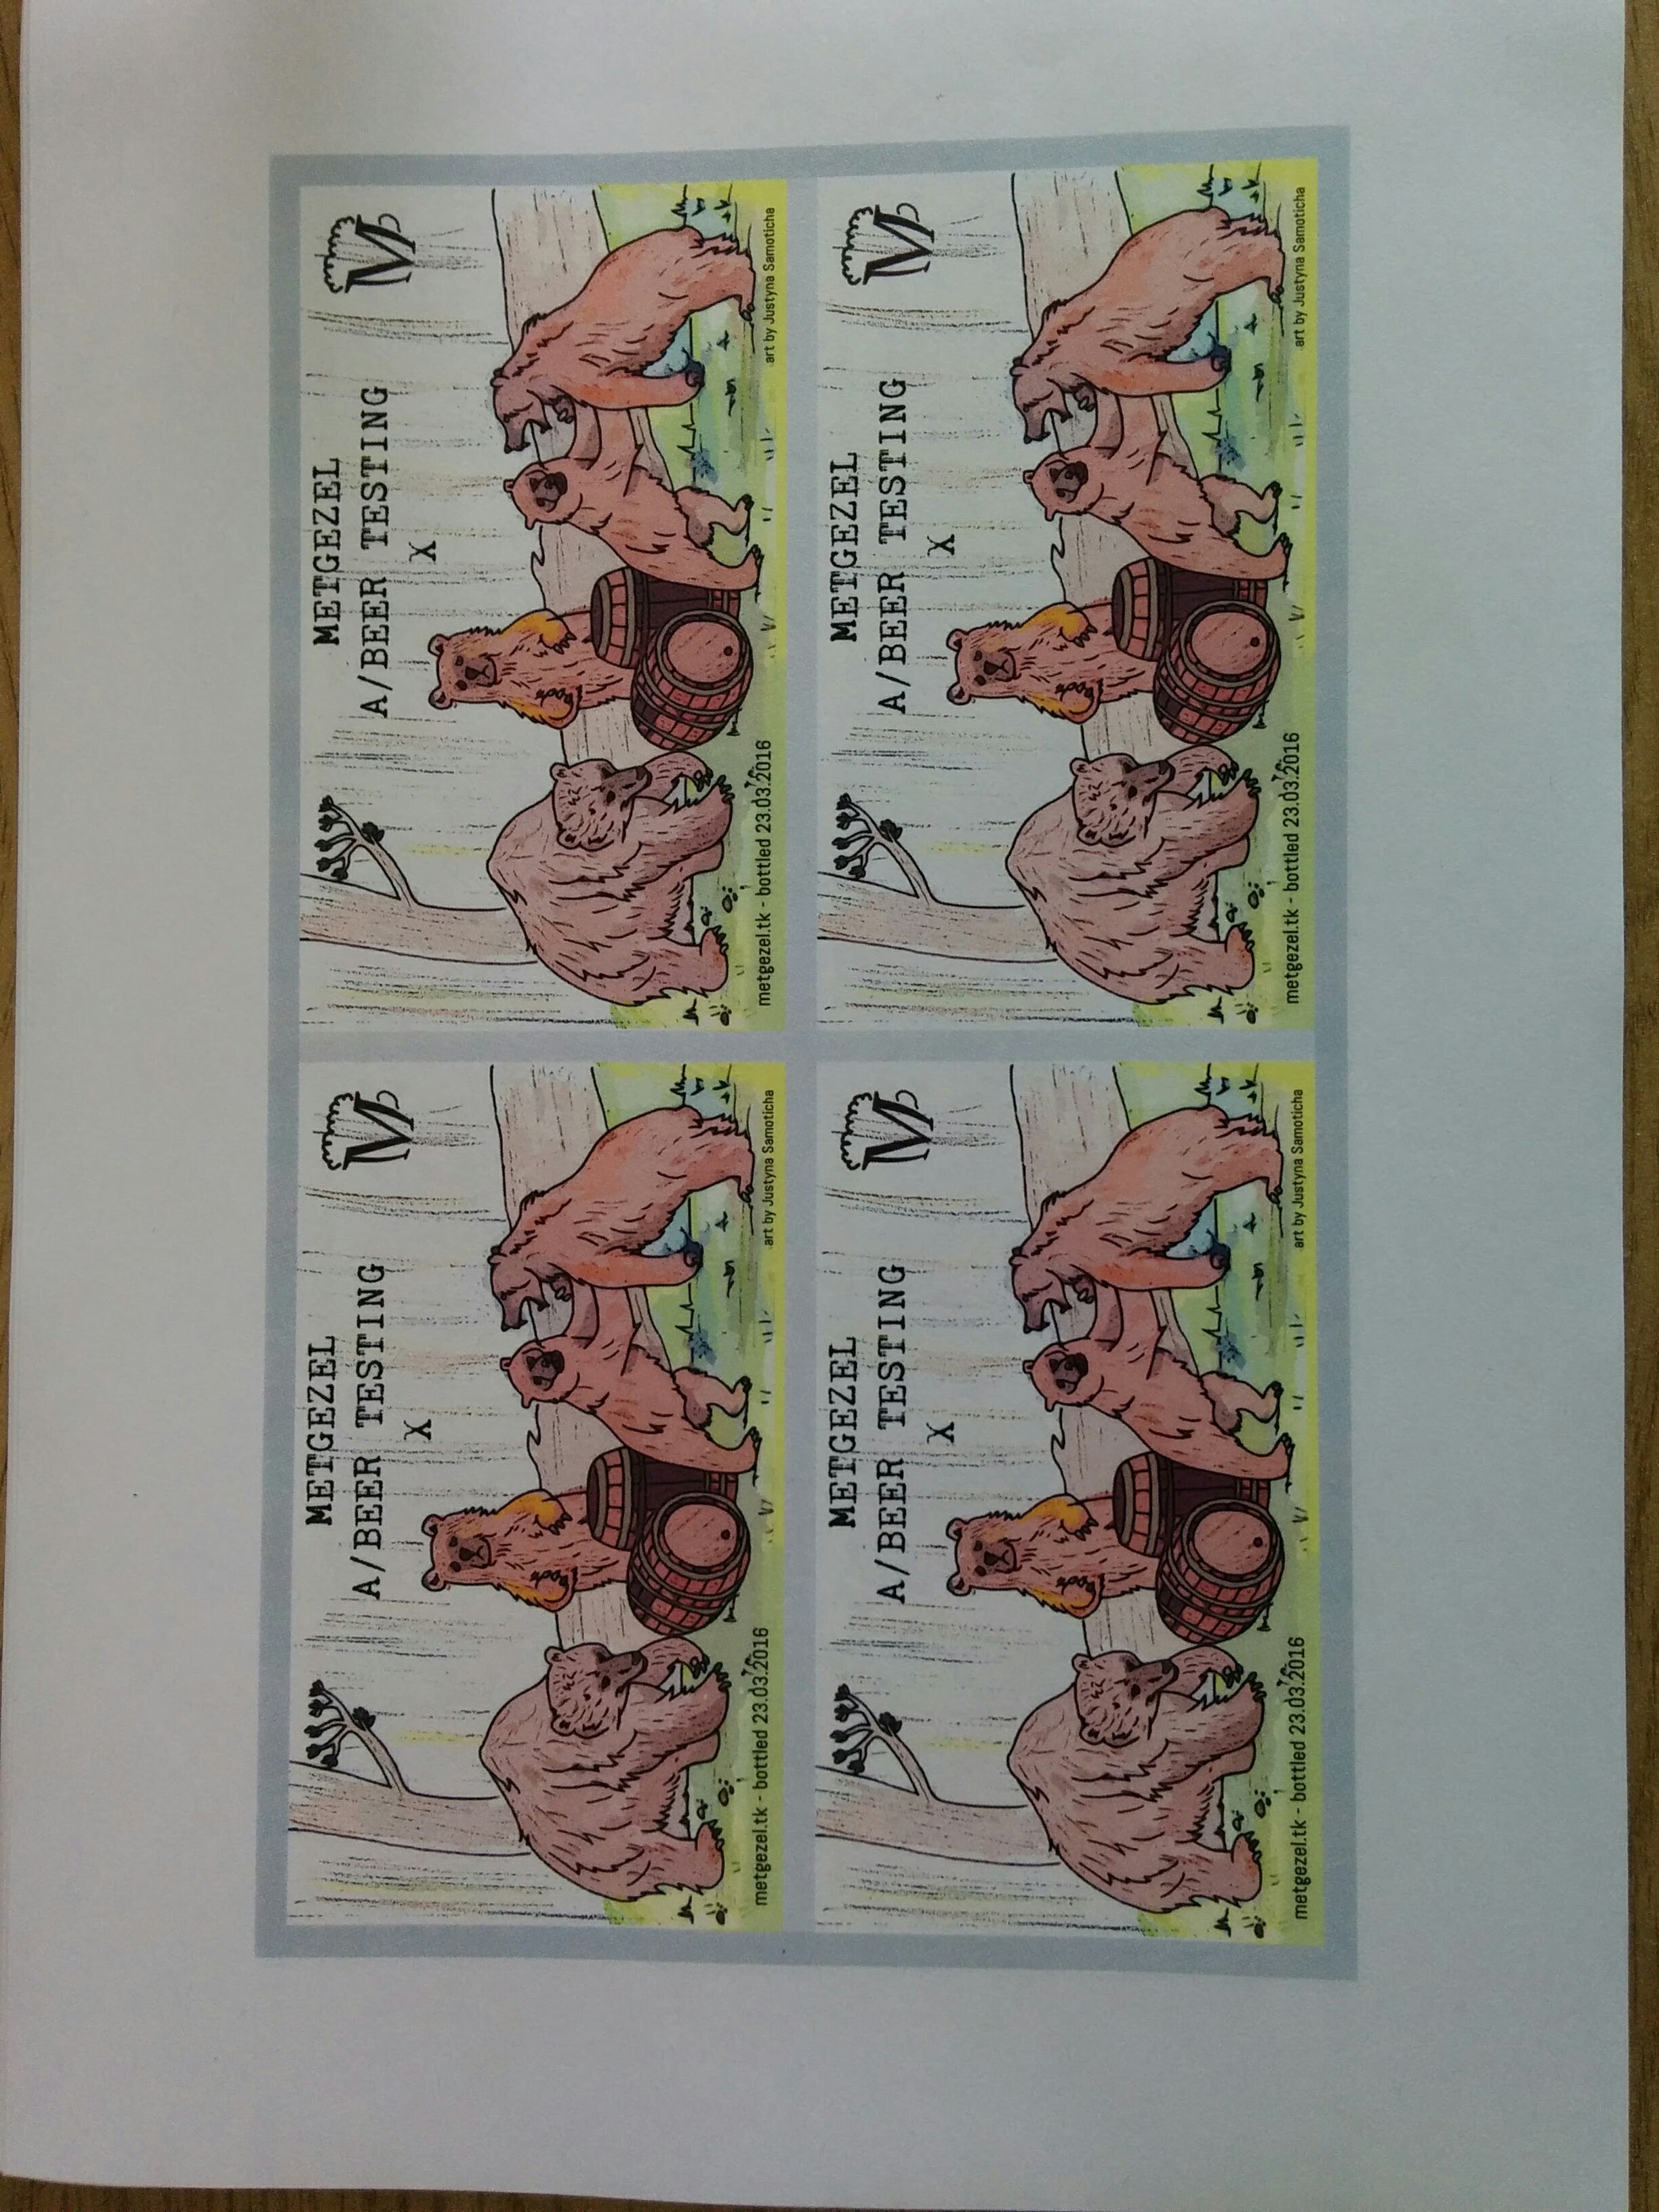 METGEZEL
A/BEER TESTING
χ
M
metgezel.tk - bottled 23.03.2016
art by Justyna Samoticha
METGEZEL
A/BEER TESTING
χ
M
metgezel.tk - bottled 23.03.2016
art by Justyna Samoticha
METGEZEL
A/BEER TESTING
χ
M
metgezel.tk - bottled 23.03.2016
art by Justyna Samoticha
METGEZEL
A/BEER TESTING
χ
M
metgezel.tk - bottled 23.03.2016
art by Justyna Samoticha